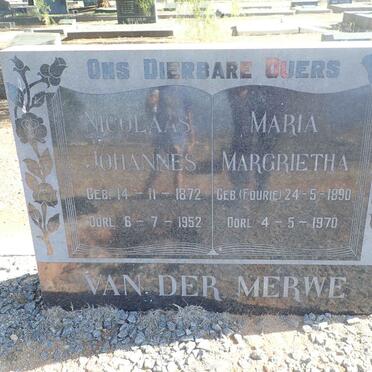 Ons Dierbare Ouers
NICOLAAS
JOHANNES
GEB. 14-11-1872
OORL. 6-7-1952
MARIA
MARGRIETHA
GEB. (FOURIE) 24-5-1890
OORL. 4-5-1970
VAN DER MERWE